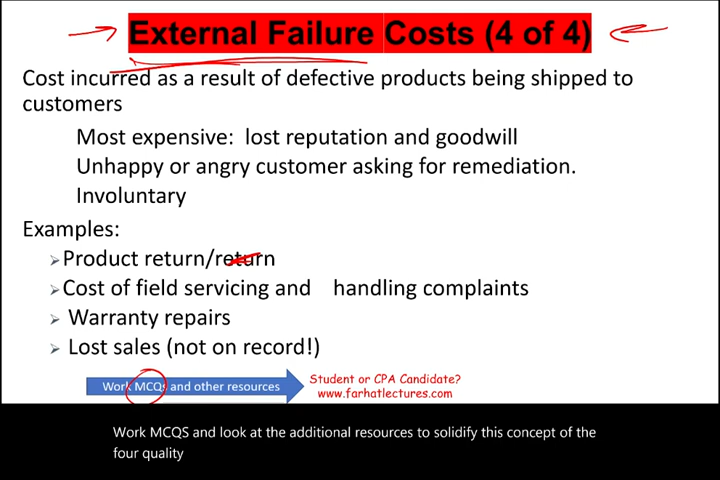 External Failure Costs (4 of 4)
Cost incurred as a result of defective products being shipped to
customers
Most expensive: lost reputation and goodwill
Unhappy or angry customer asking for remediation.
Involuntary
Examples:
Product return/return
Cost of field servicing and handling complaints
Warranty repairs
Lost sales (not on record!)
Work MCQs and other resources
Student or CPA Candidate?
www.farhatlectures.com
Work MCQS and look at the additional resources to solidify this concept of the
four quality